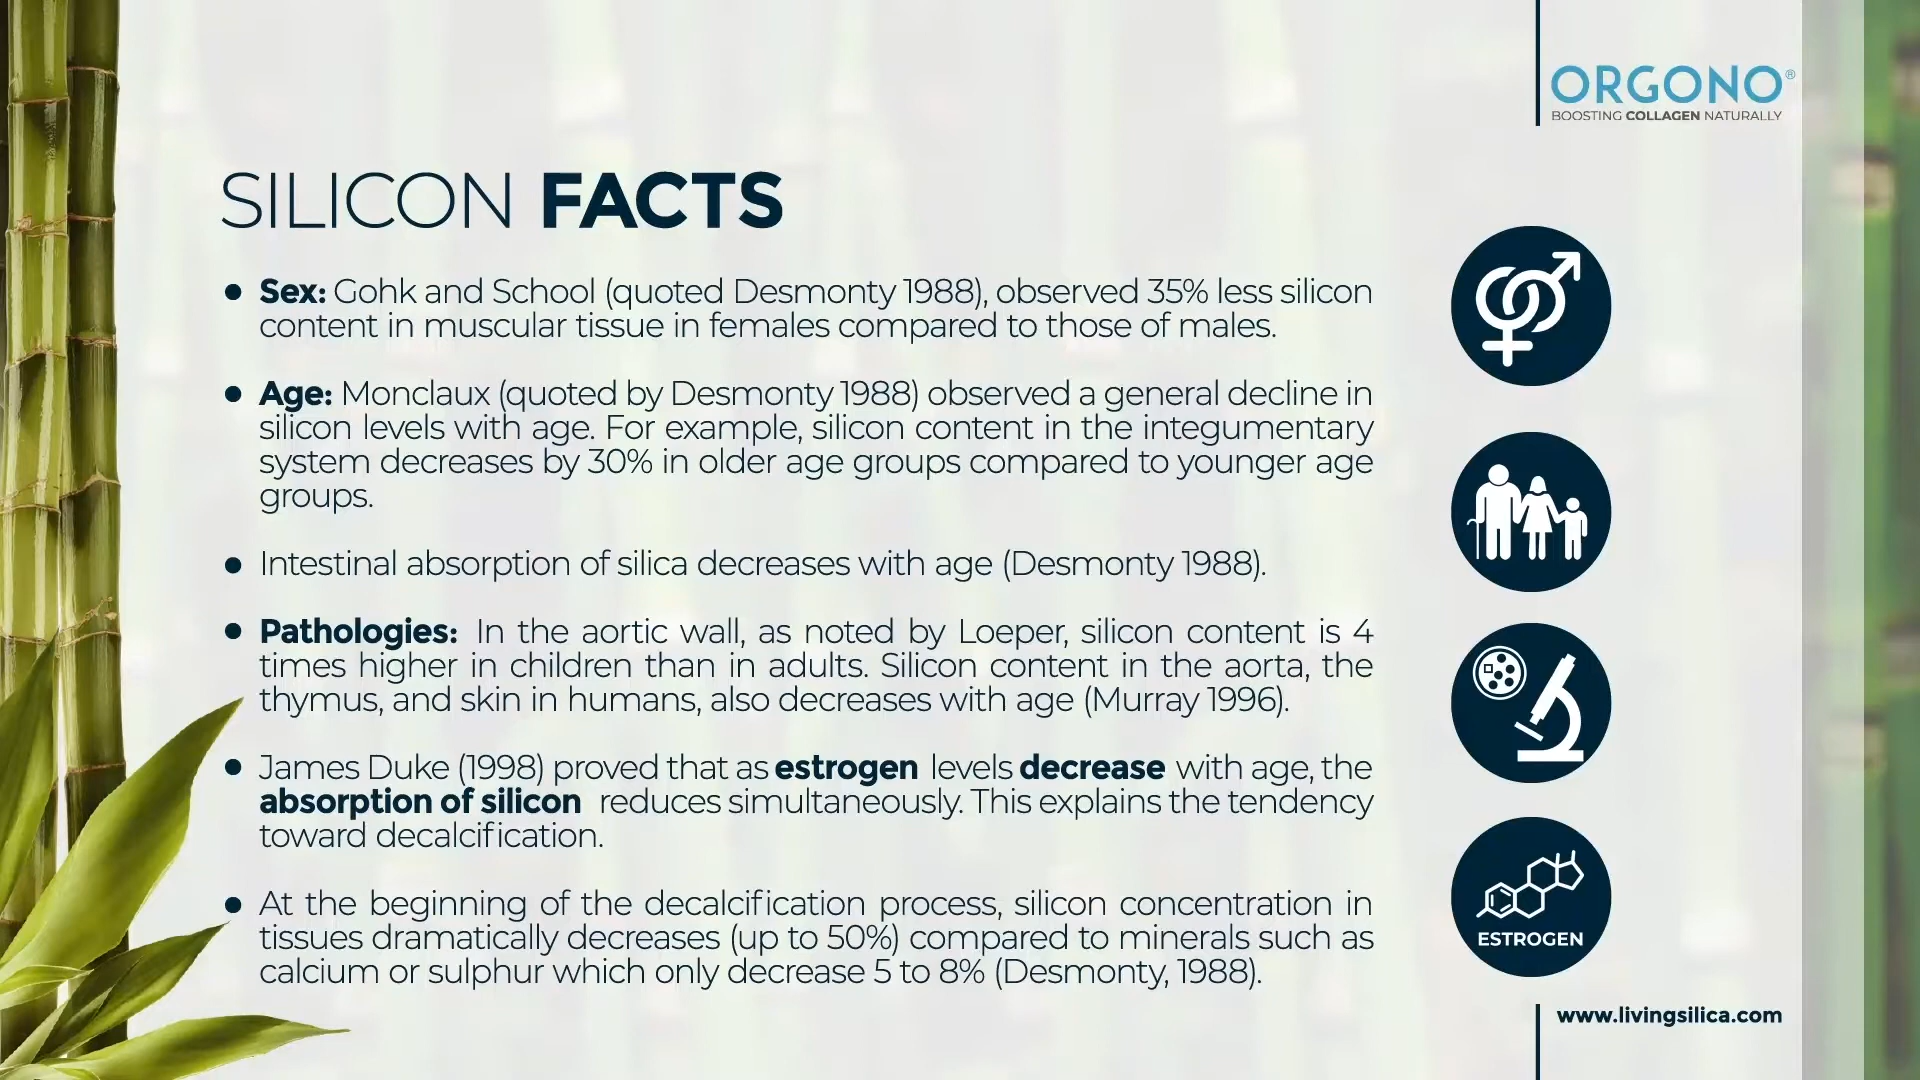 ORGONO®
BOOSTING COLLAGEN NATURALLY
SILICON FACTS
• Sex: Gohk and School (quoted Desmonty 1988), observed 35% less silicon
content in muscular tissue in females compared to those of males.
• Age: Monclaux (quoted by Desmonty 1988) observed a general decline in
silicon levels with age. For example, silicon content in the integumentary
system decreases by 30% in older age groups compared to younger age
groups.
• Intestinal absorption of silica decreases with age (Desmonty 1988).
• Pathologies: In the aortic wall, as noted by Loeper, silicon content is 4
times higher in children than in adults. Silicon content in the aorta, the
thymus, and skin in humans, also decreases with age (Murray 1996).
• James Duke (1998) proved that as estrogen levels decrease with age, the
absorption of silicon reduces simultaneously. This explains the tendency
toward decalcification.
• At the beginning of the decalcification process, silicon concentration in
tissues dramatically decreases (up to 50%) compared to minerals such as
calcium or sulphur which only decrease 5 to 8% (Desmonty, 1988).
ESTROGEN
www.livingsilica.com